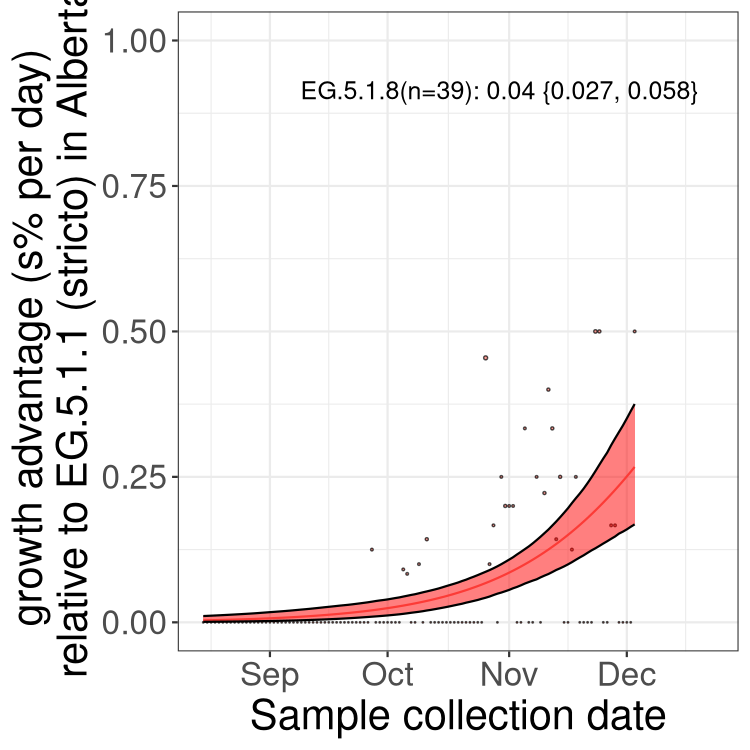 growth advantage (s% per day)
relative to EG.5.1.1 (stricto) in Alberta
1.00
0.75
0.50
0.25
0.00
EG.5.1.8(n=39): 0.04 {0.027, 0.058}
Sep Oct Nov Dec
Sample collection date